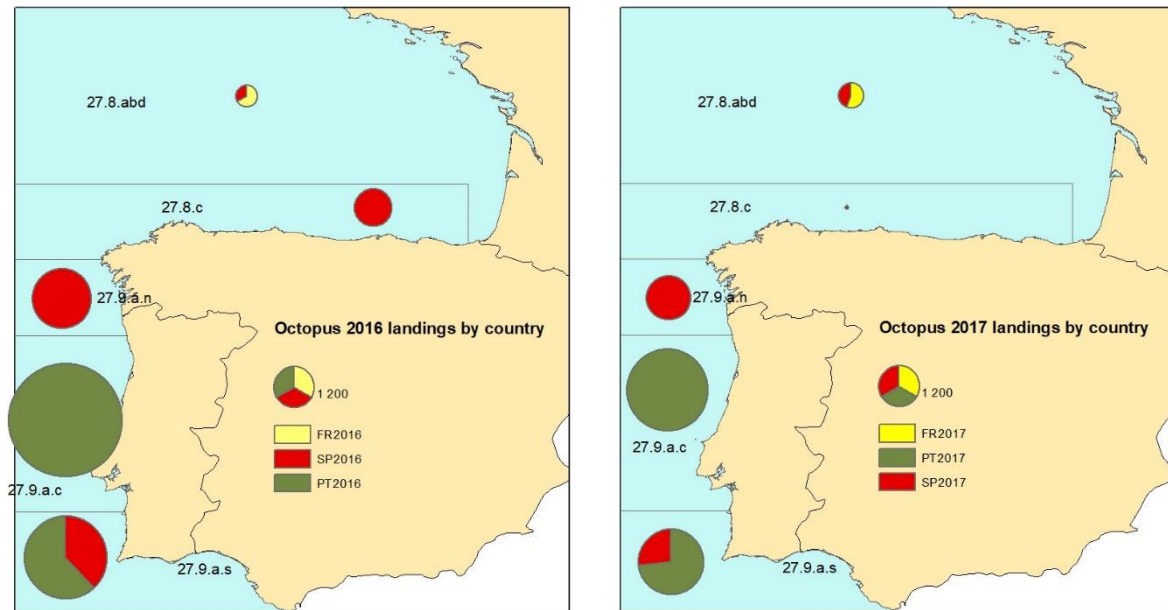 27.8.abd
27.8.c
27.9.a.n
Octopus 2016 landings by country
1 200
FR2016
SP2016
PT2016
27.9.a.c
27.9.a.s
27.8.abd
27.8.c
27.9.a.n
Octopus 2017 landings by country
1 200
FR2017
PT2017
SP2017
27.9.a.c
27.9.a.s